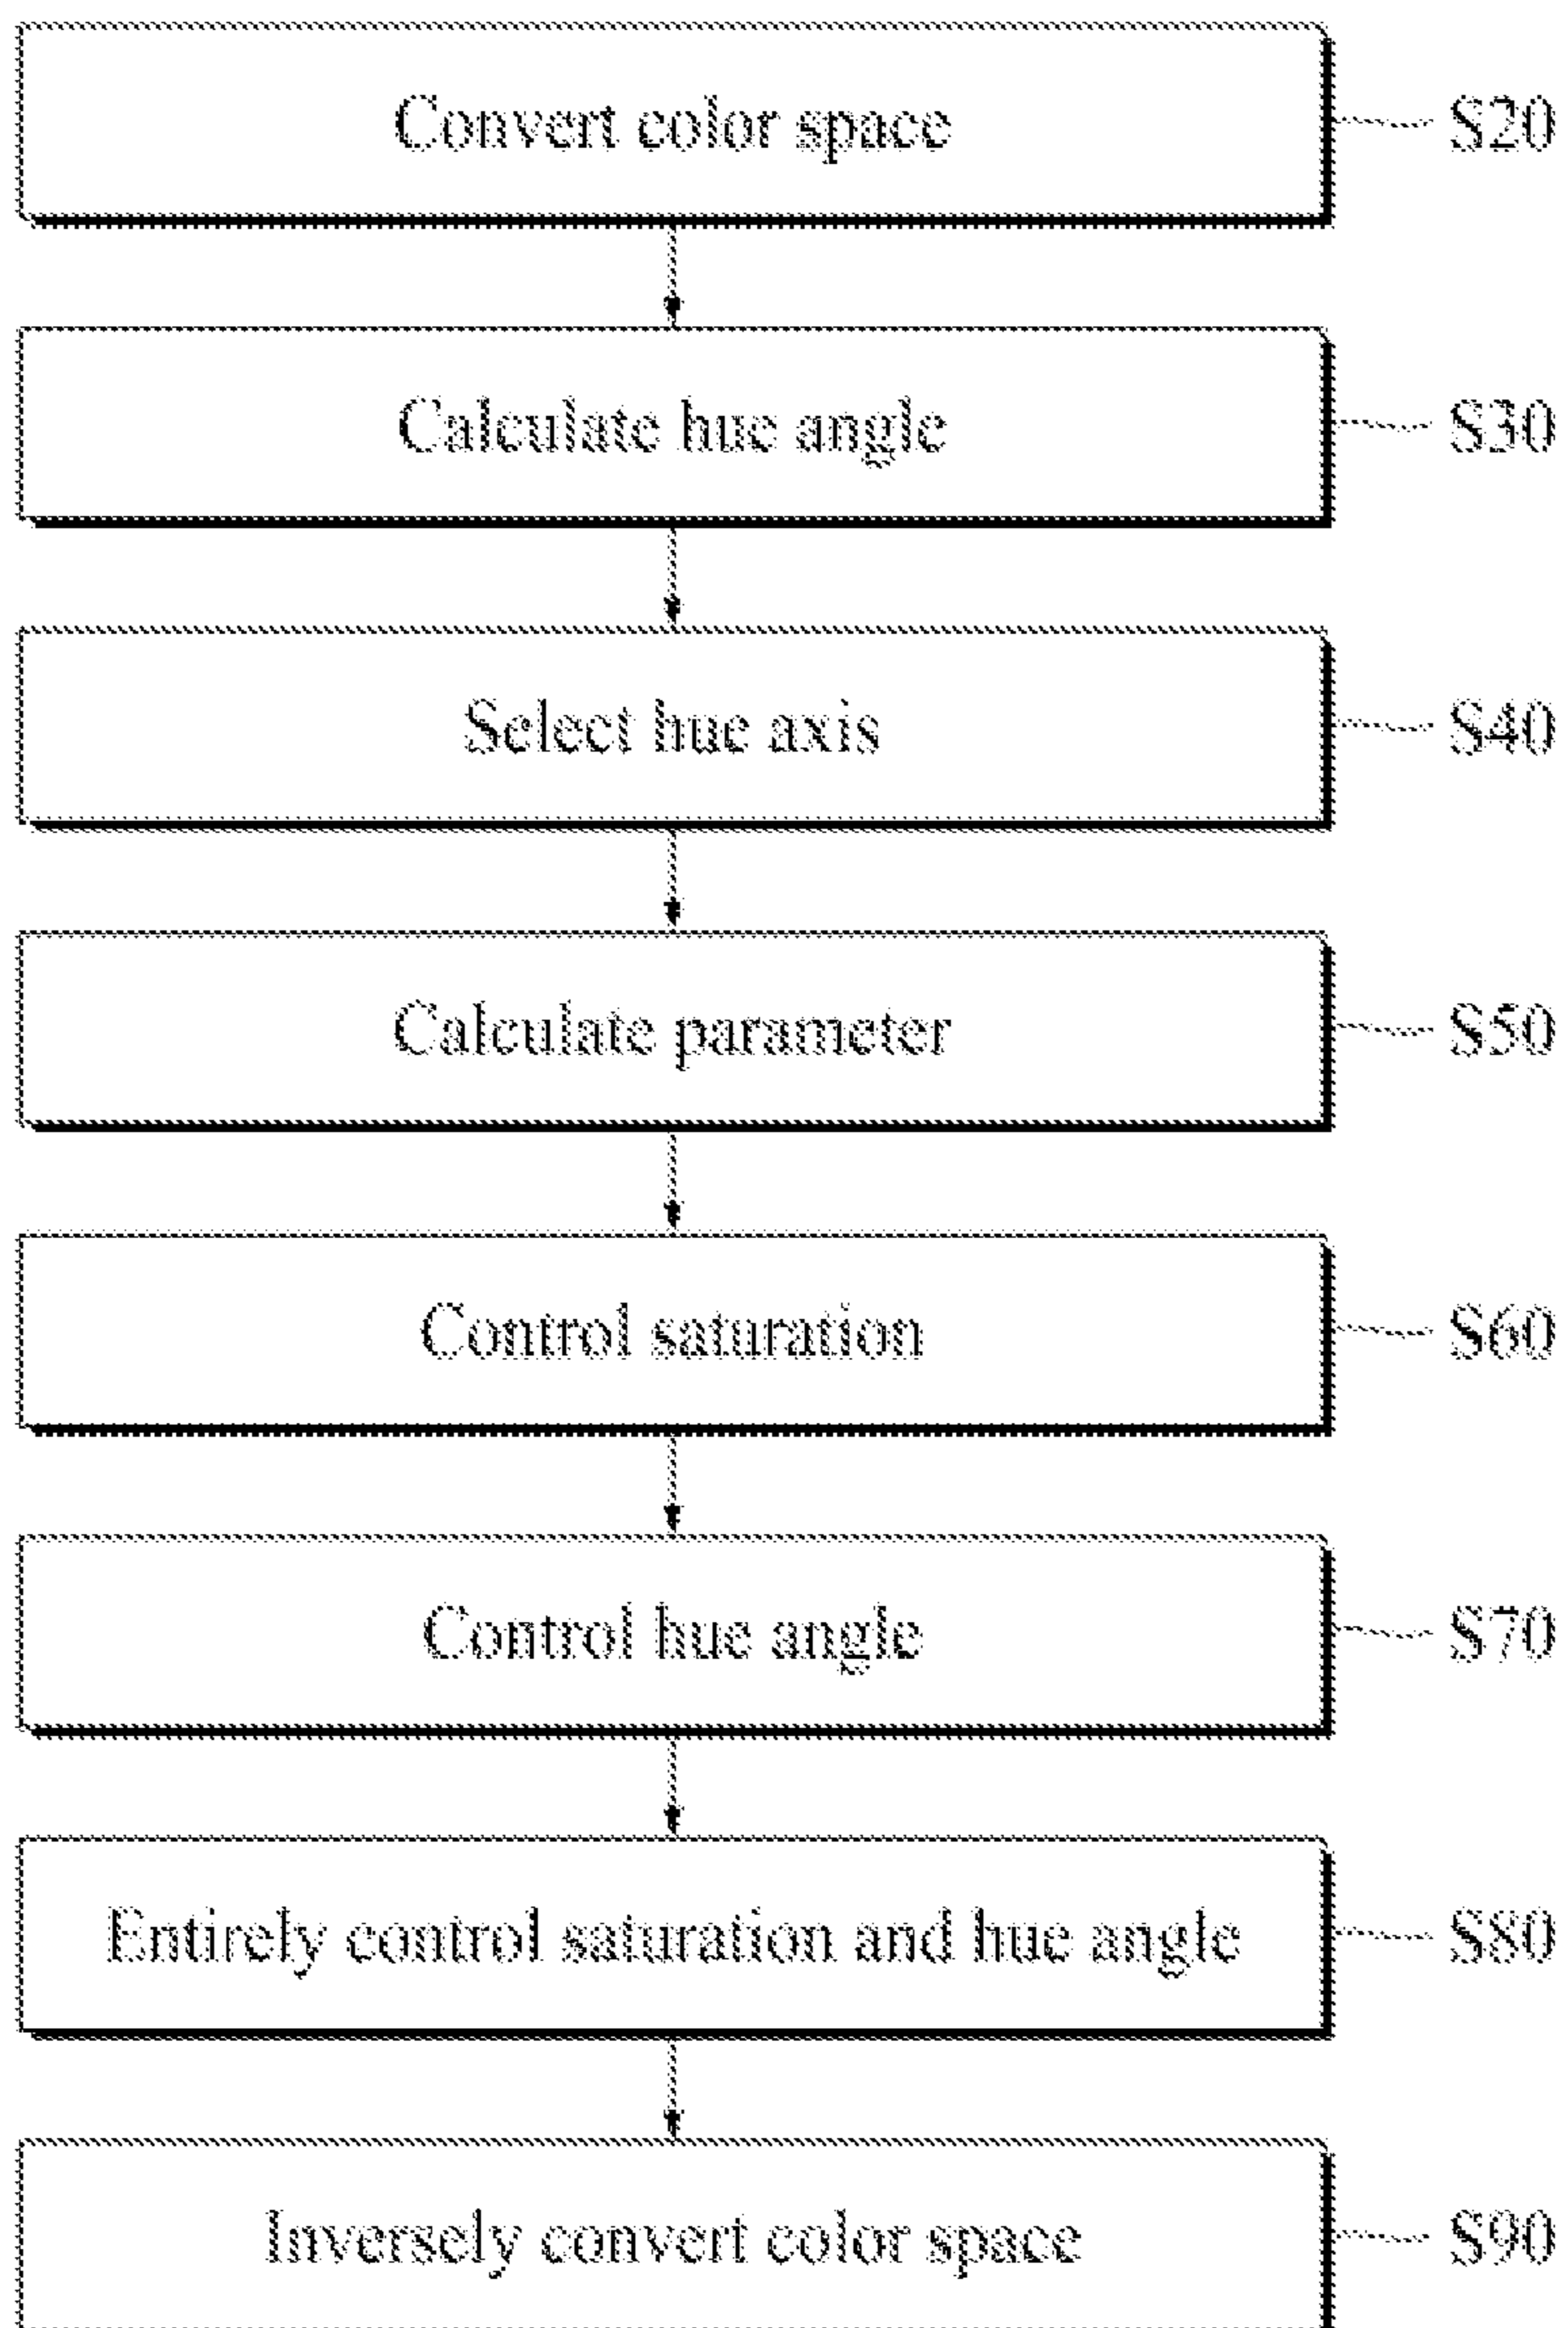 Convert color space S20
Calculate hue angle S30
Select hue axis S40
Calculate parameter S50
Control saturation S60
Control hue angle S70
Entirely control saturation and hue angle S80
Inversely convert color space S90